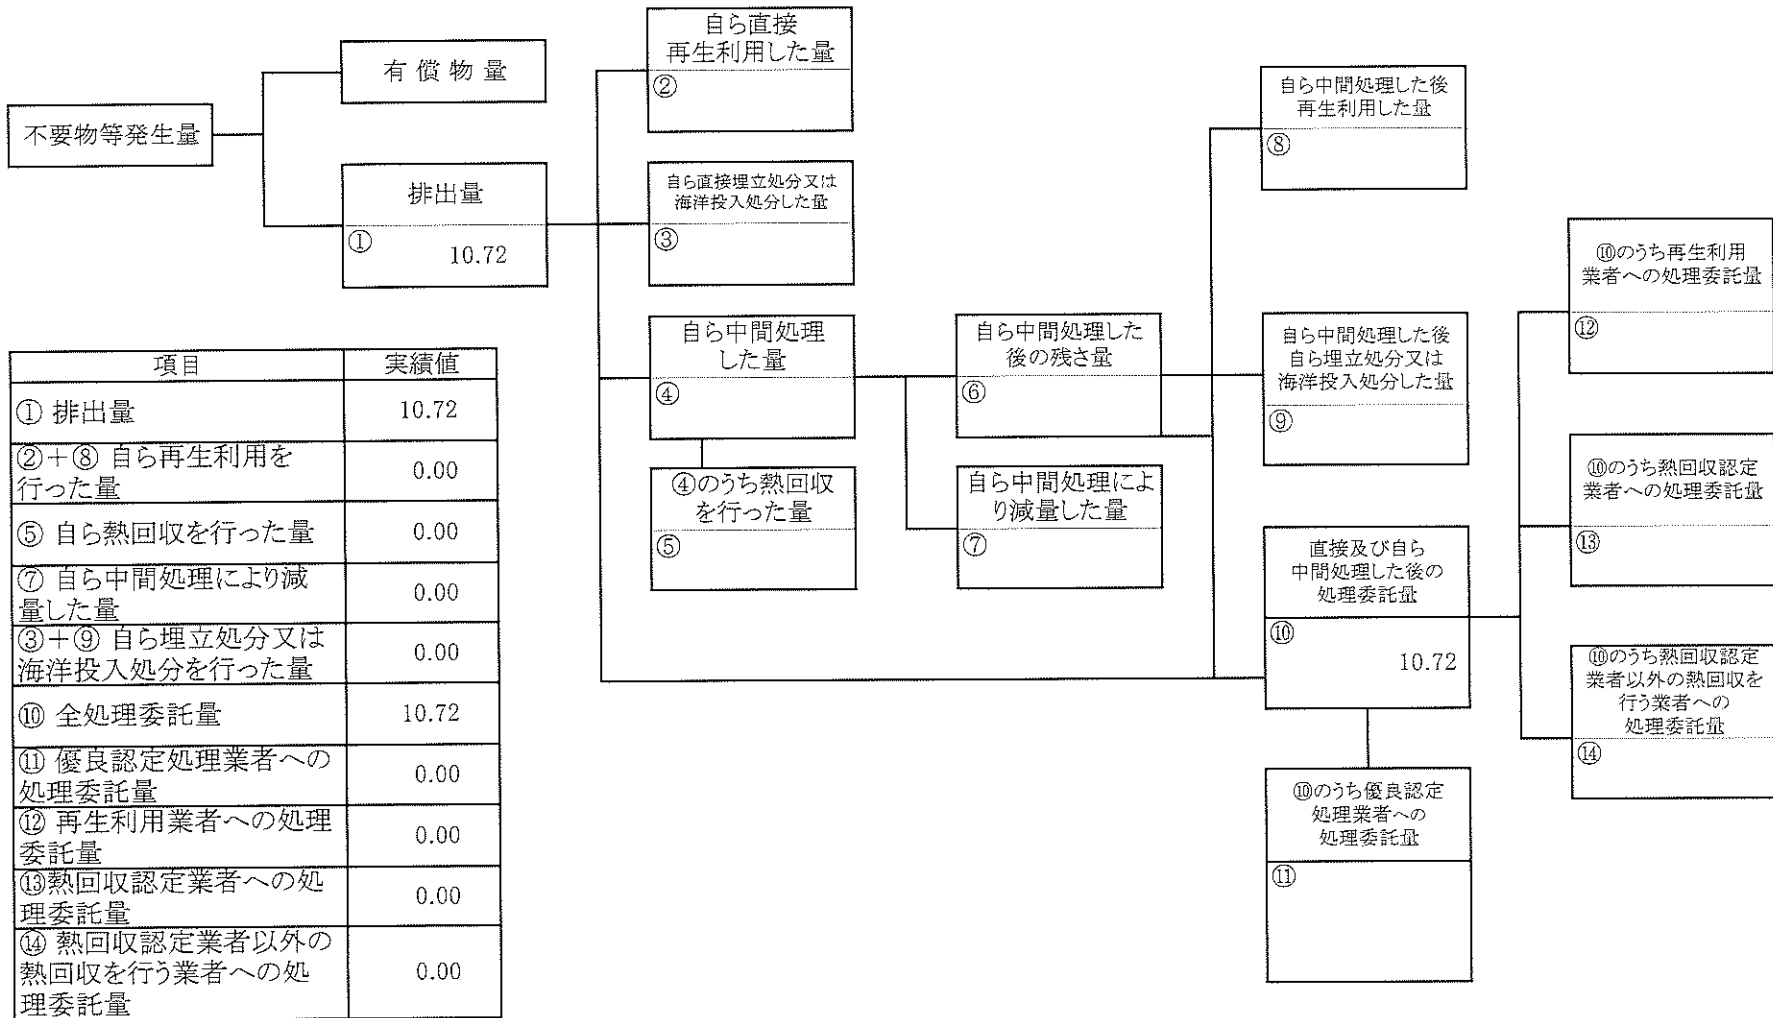 不要物等発生量
有償物量
排出量
①
10.72
自ら直接
再生利用した量
②
自ら直接埋立処分又は
海洋投入処分した量
③
自ら中間処理
した量
④
④のうち熱回収
を行った量
⑤
自ら中間処理した
後の残さ量
⑥
自ら中間処理によ
り減量した量
⑦
自ら中間処理した後
再生利用した量
⑧
自ら中間処理した後
自ら埋立処分又は
海洋投入処分した量
⑨
直接及び自ら
中間処理した後の
処理委託量
⑩
10.72
⑩のうち優良認定
処理業者への
処理委託量
⑪
⑩のうち再生利用
業者への処理委託量
⑫
⑩のうち熱回収認定
業者への処理委託量
⑬
⑩のうち熱回収認定
業者以外の熱回収を
行う業者への
処理委託量
⑭
項目 実績値
① 排出量 10.72
②+⑧ 自ら再生利用を
行った量 0.00
⑤ 自ら熱回収を行った量 0.00
⑦ 自ら中間処理により減
量した量 0.00
③+⑨ 自ら埋立処分又は
海洋投入処分を行った量 0.00
⑩ 全処理委託量 10.72
⑪ 優良認定処理業者への
処理委託量 0.00
⑫ 再生利用業者への処理
委託量 0.00
⑬熱回収認定業者への処
理委託量 0.00
⑭ 熱回収認定業者以外の
熱回収を行う業者への処
理委託量 0.00